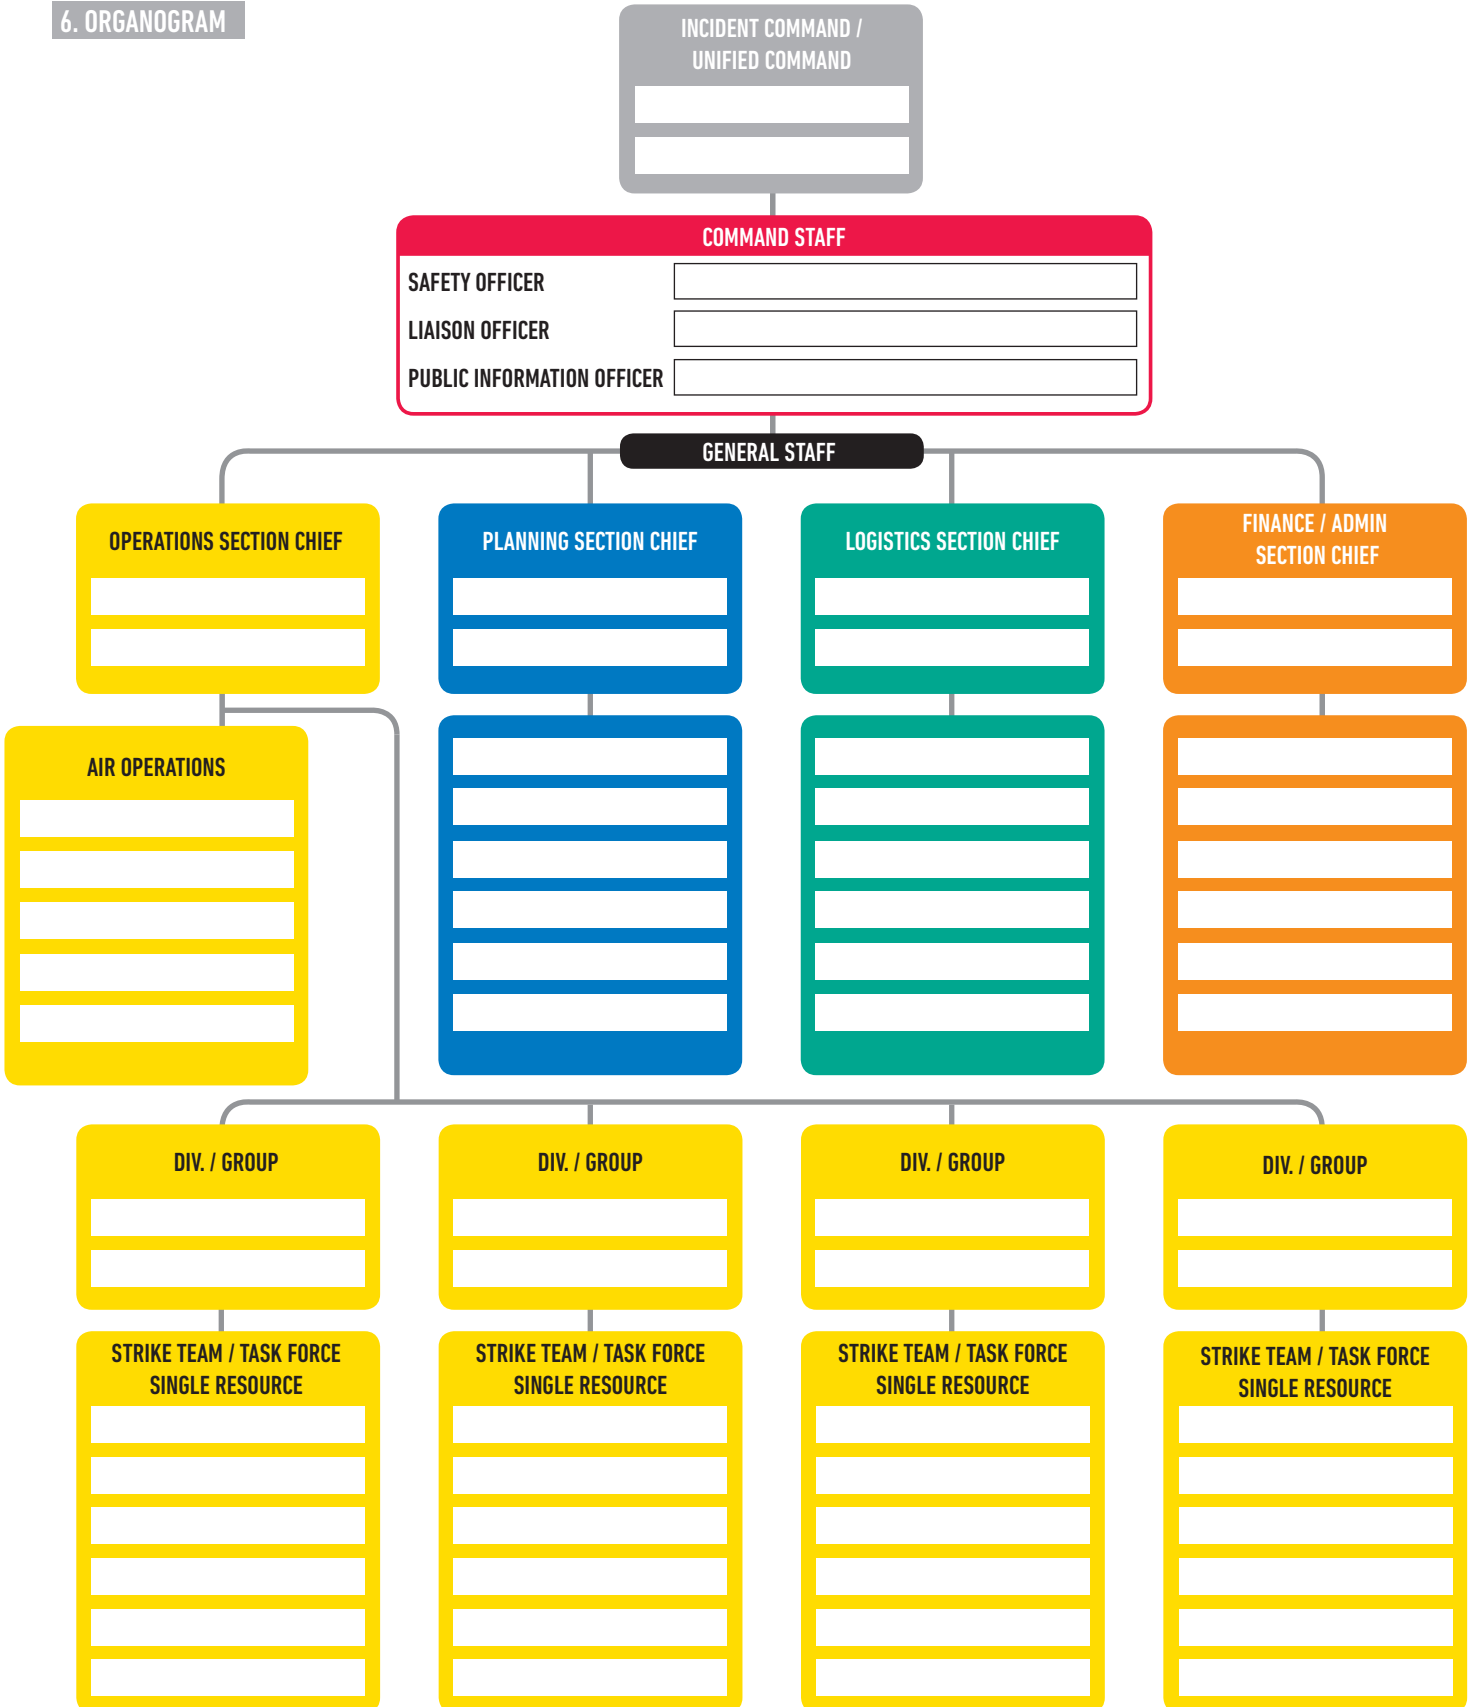 6. ORGANOGRAM
INCIDENT COMMAND /
UNIFIED COMMAND
COMMAND STAFF
SAFETY OFFICER
LIAISON OFFICER
PUBLIC INFORMATION OFFICER
GENERAL STAFF
OPERATIONS SECTION CHIEF
PLANNING SECTION CHIEF
LOGISTICS SECTION CHIEF
FINANCE / ADMIN
SECTION CHIEF
AIR OPERATIONS
DIV. / GROUP
DIV. / GROUP
DIV. / GROUP
DIV. / GROUP
STRIKE TEAM / TASK FORCE
SINGLE RESOURCE
STRIKE TEAM / TASK FORCE
SINGLE RESOURCE
STRIKE TEAM / TASK FORCE
SINGLE RESOURCE
STRIKE TEAM / TASK FORCE
SINGLE RESOURCE